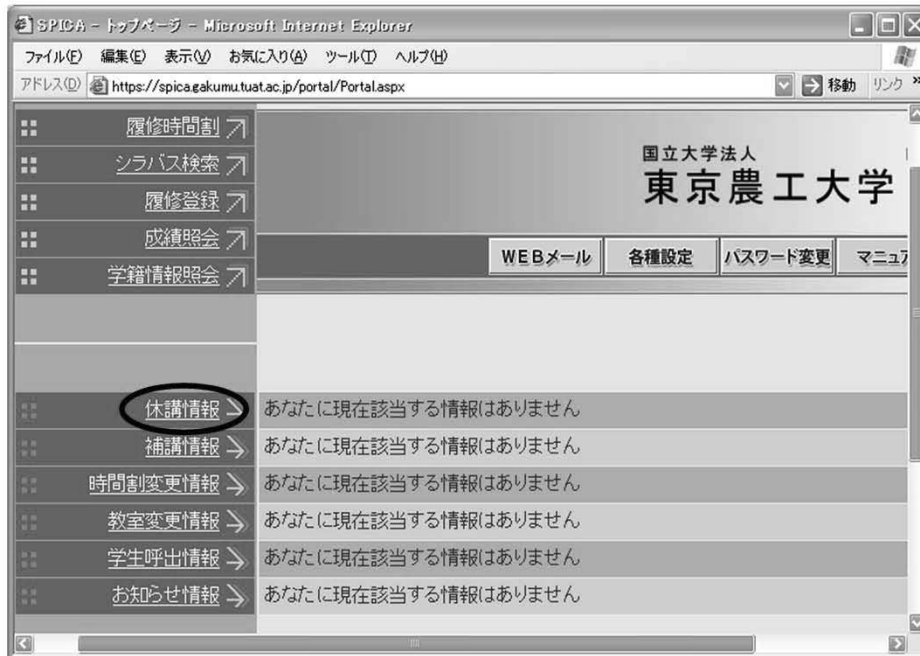 SPICA - トップページ - Microsoft Internet Explorer
ファイル(F) 編集(E) 表示(V) お気に入り(A) ツール(T) ヘルプ(H)
アドレス(D) https://spica.gakumu.tuat.ac.jp/portal/Portal.aspx 移動 リンク »
履修時間割
シラバス検索
履修登録
成績照会
学籍情報照会
国立大学法人
東京農工大学
WEBメール 各種設定 パスワード変更 マニュア
休講情報 あなたに現在該当する情報はありません
補講情報 あなたに現在該当する情報はありません
時間割変更情報 あなたに現在該当する情報はありません
教室変更情報 あなたに現在該当する情報はありません
学生呼出情報 あなたに現在該当する情報はありません
お知らせ情報 あなたに現在該当する情報はありません